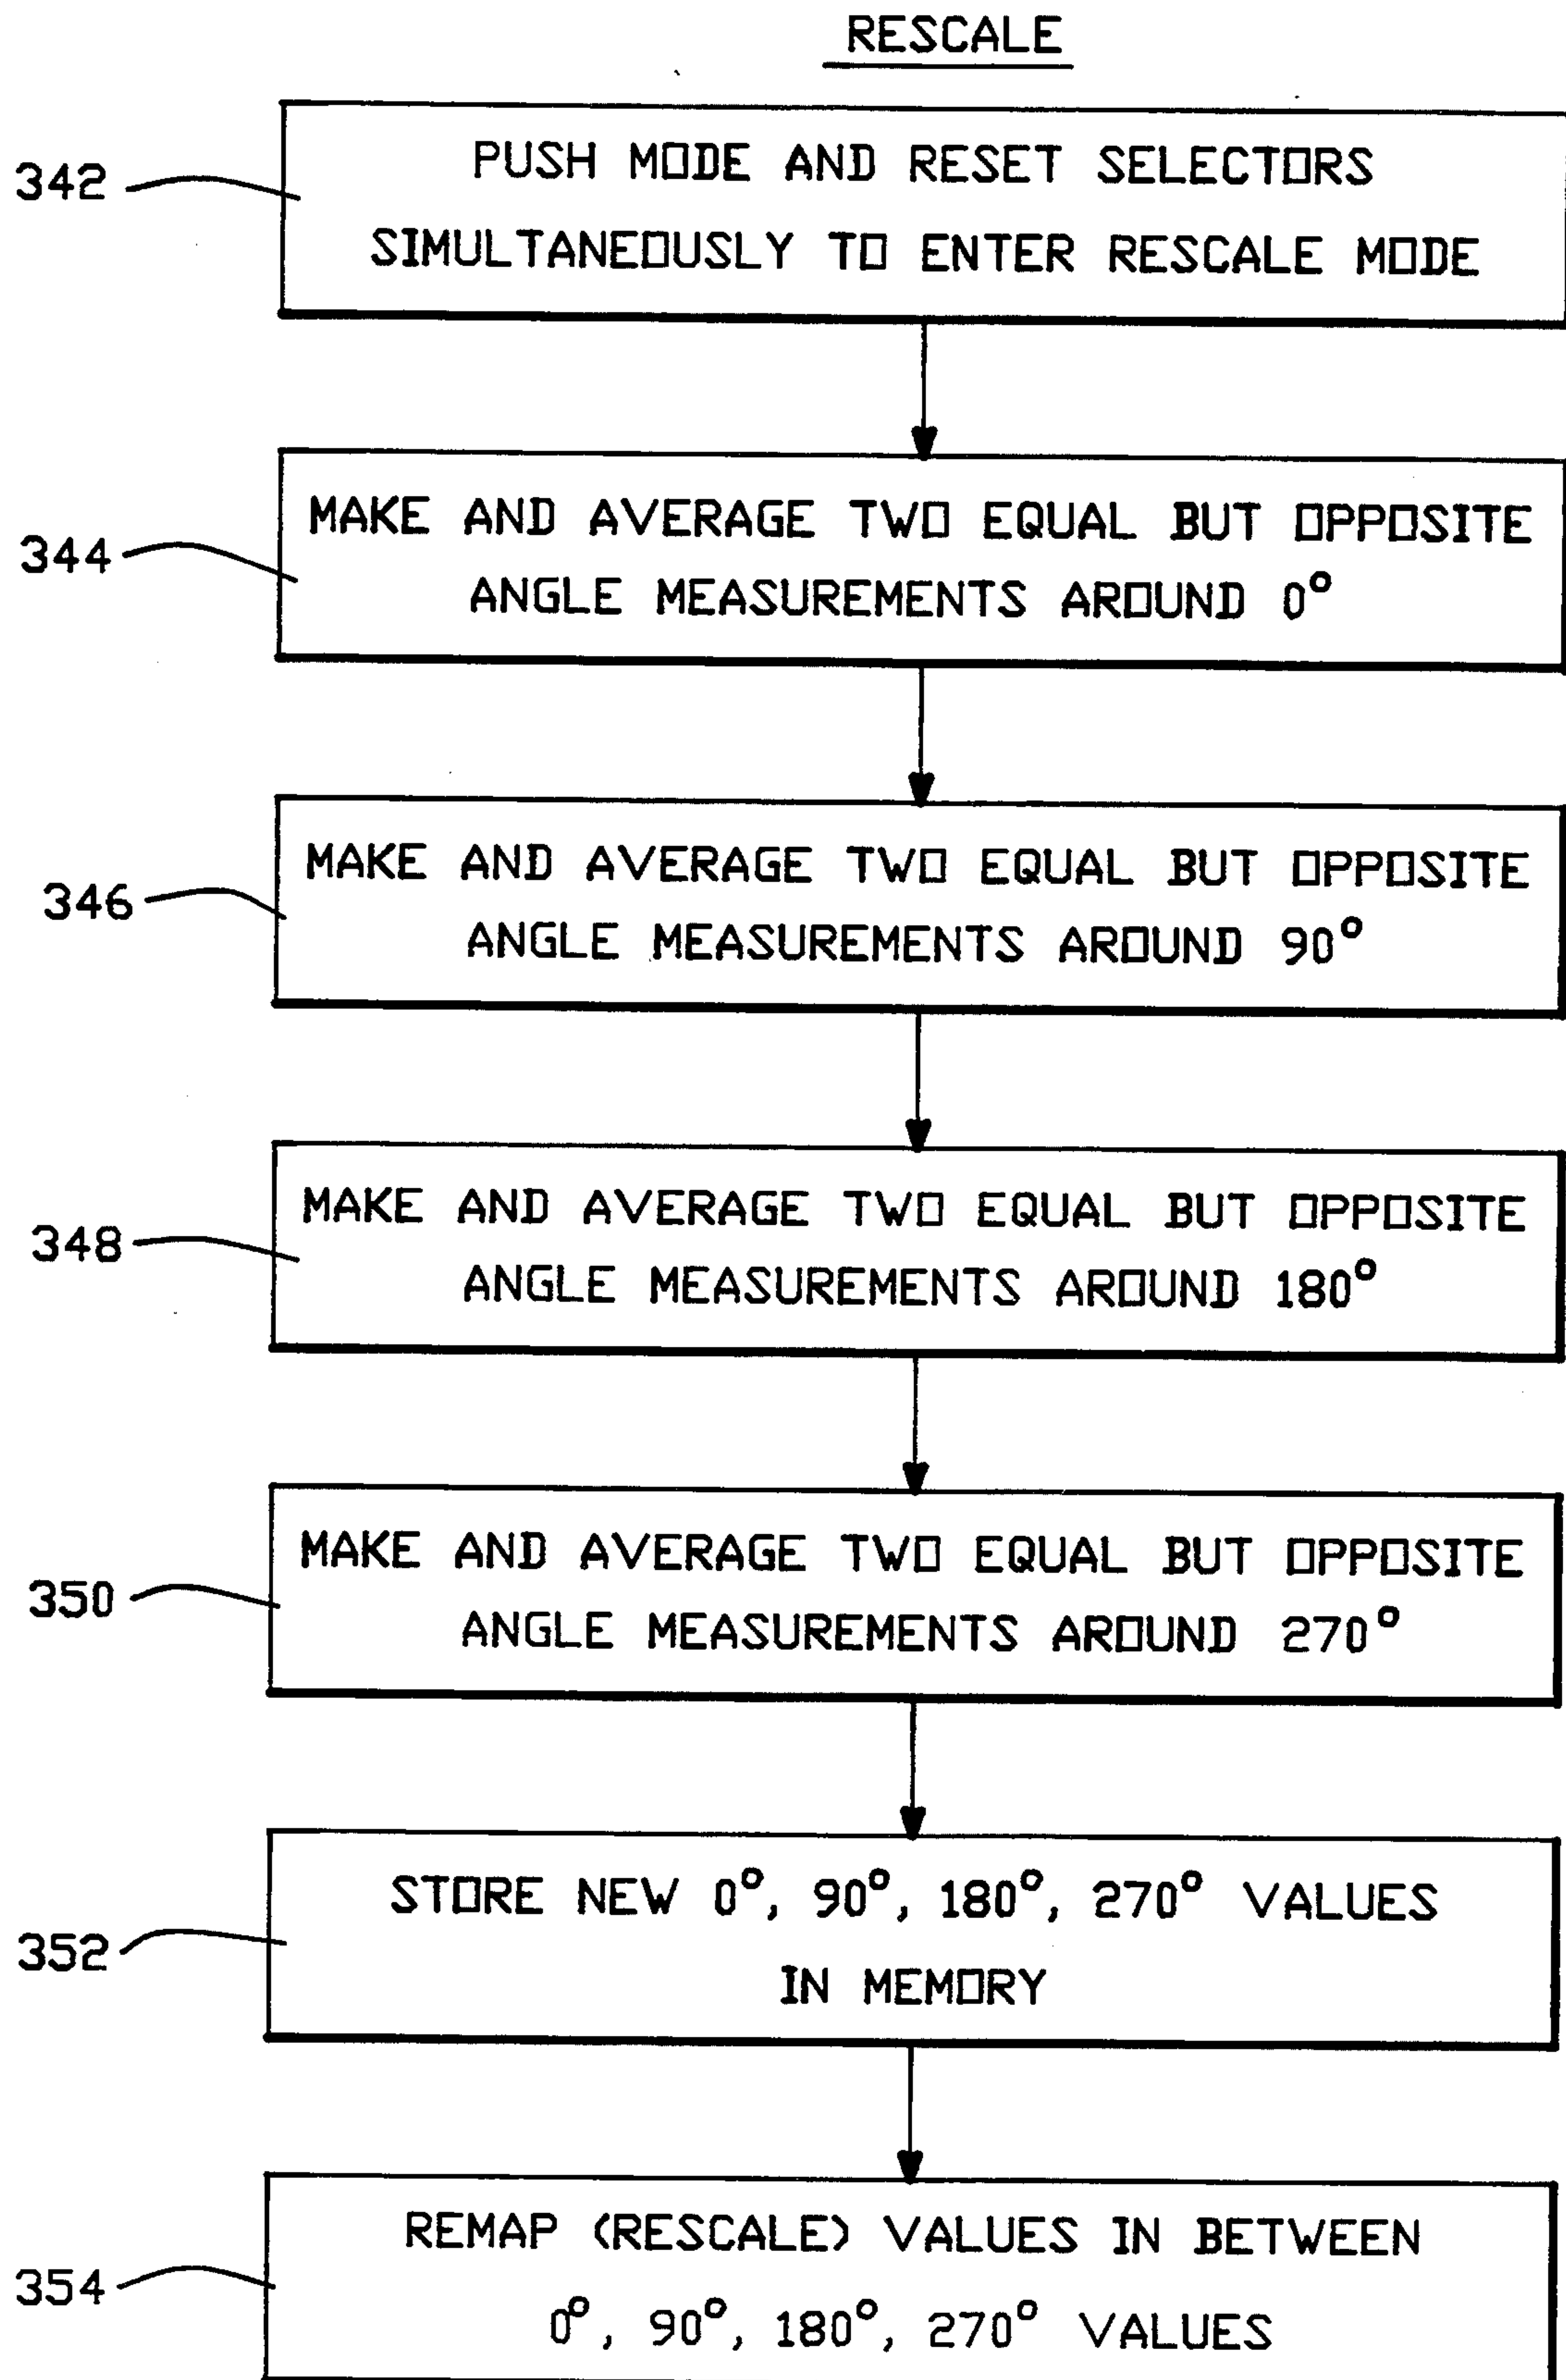 RESCALE
342
PUSH MODE AND RESET SELECTORS
SIMULTANEOUSLY TO ENTER RESCALE MODE
344
MAKE AND AVERAGE TWO EQUAL BUT OPPOSITE
ANGLE MEASUREMENTS AROUND 0°
346
MAKE AND AVERAGE TWO EQUAL BUT OPPOSITE
ANGLE MEASUREMENTS AROUND 90°
348
MAKE AND AVERAGE TWO EQUAL BUT OPPOSITE
ANGLE MEASUREMENTS AROUND 180°
350
MAKE AND AVERAGE TWO EQUAL BUT OPPOSITE
ANGLE MEASUREMENTS AROUND 270°
352
STORE NEW 0°, 90°, 180°, 270° VALUES
IN MEMORY
354
REMAP (RESCALE) VALUES IN BETWEEN
0°, 90°, 180°, 270° VALUES